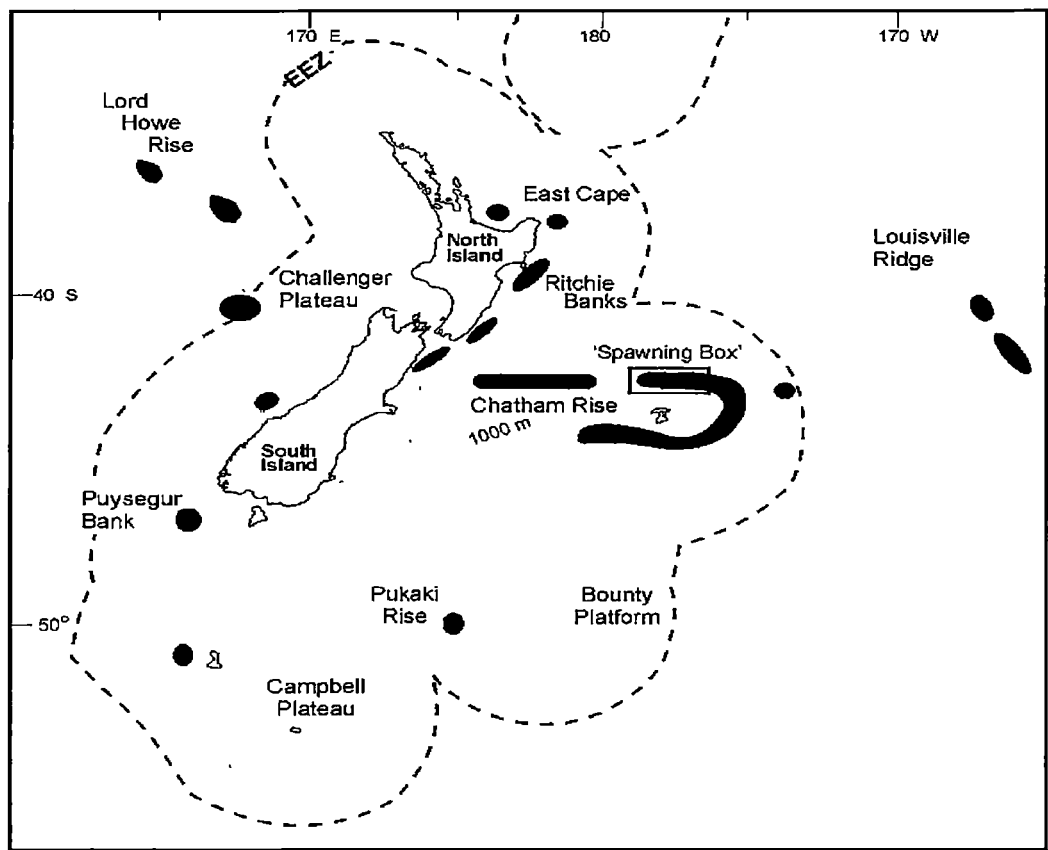 170 E
180
170 W
EEZ
Lord
Howe
Rise
East Cape
North
Island
Louisville
Ridge
Challenger
Plateau
40 S
Ritchie
Banks
'Spawning Box'
Chatham Rise
1000 m
South
Island
Puysegur
Bank
Pukaki
Rise
Bounty
Platform
50°
Campbell
Plateau